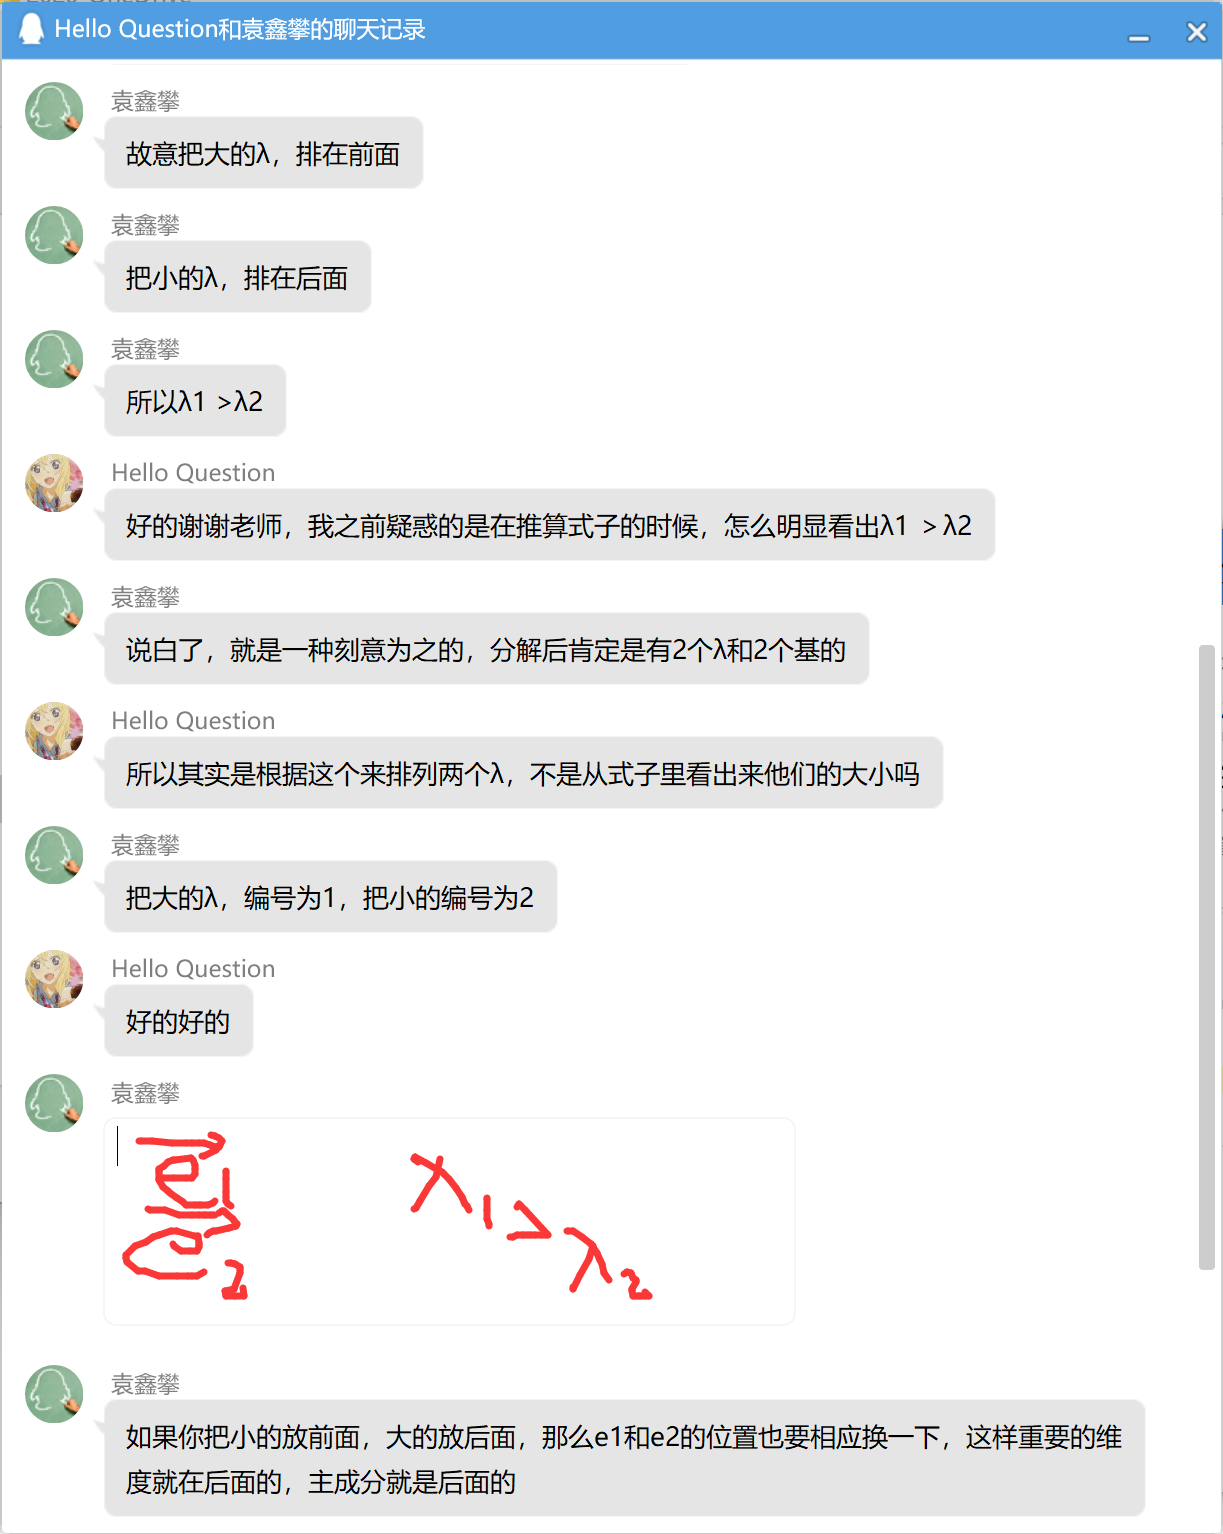 Hello Question和袁鑫攀的聊天记录
袁鑫攀
故意把大的λ，排在前面
袁鑫攀
把小的λ，排在后面
袁鑫攀
所以λ1 >λ2
Hello Question
好的谢谢老师，我之前疑惑的是在推算式子的时候，怎么明显看出λ1 > λ2
袁鑫攀
说白了，就是一种刻意为之的，分解后肯定是有2个λ和2个基的
Hello Question
所以其实是根据这个来排列两个λ，不是从式子里看出来他们的大小吗
袁鑫攀
把大的λ，编号为1，把小的编号为2
Hello Question
好的好的
袁鑫攀
e1 λ1>λ2
e2
袁鑫攀
如果你把小的放前面，大的放后面，那么e1和e2的位置也要相应换一下，这样重要的维
度就在后面的，主成分就是后面的